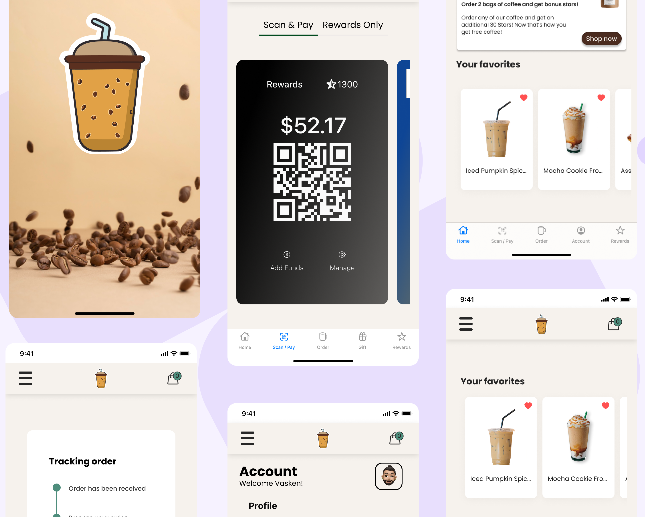 9:41
Tracking order
Order has been received
Scan & Pay Rewards Only
Rewards 1300
$52.17
Add Funds Manage
Home Scan / Pay Order Gift Rewards
9:41
Account
Welcome Vasken!
Profile
Order 2 bags of coffee and get bonus stars!
Order any of our coffee and get an
additional 30 Stars! Now thats how you
get free coffee!
Shop now
Your favorites
Iced Pumpkin Spic... Mocha Cookie Fro... Ass
Home Scan / Pay Order Account Rewards
9:41
Your favorites
Iced Pumpkin Spic... Mocha Cookie Fro...